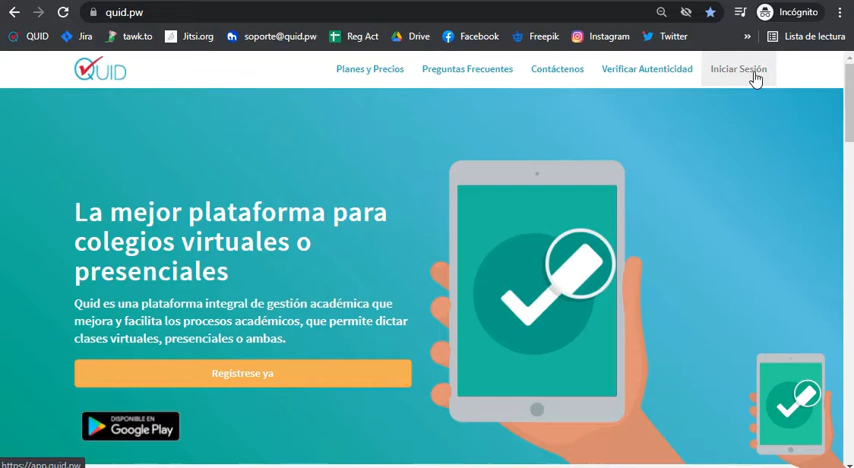 quid.pw
Incógnito
QUID
Jira
tawk.to
Jitsi.org
soporte@quid.pw
Reg Act
Drive
Facebook
Freepik
Instagram
Twitter
»
Lista de lectura
QUID
Planes y Precios
Preguntas Frecuentes
Contáctenos
Verificar Autenticidad
Iniciar Sesión
La mejor plataforma para
colegios virtuales o
presenciales
Quid es una plataforma integral de gestión académica que
mejora y facilita los procesos académicos, que permite dictar
clases virtuales, presenciales o ambas.
Regístrese ya
DISPONIBLE EN
Google Play
https://app.quid.pw